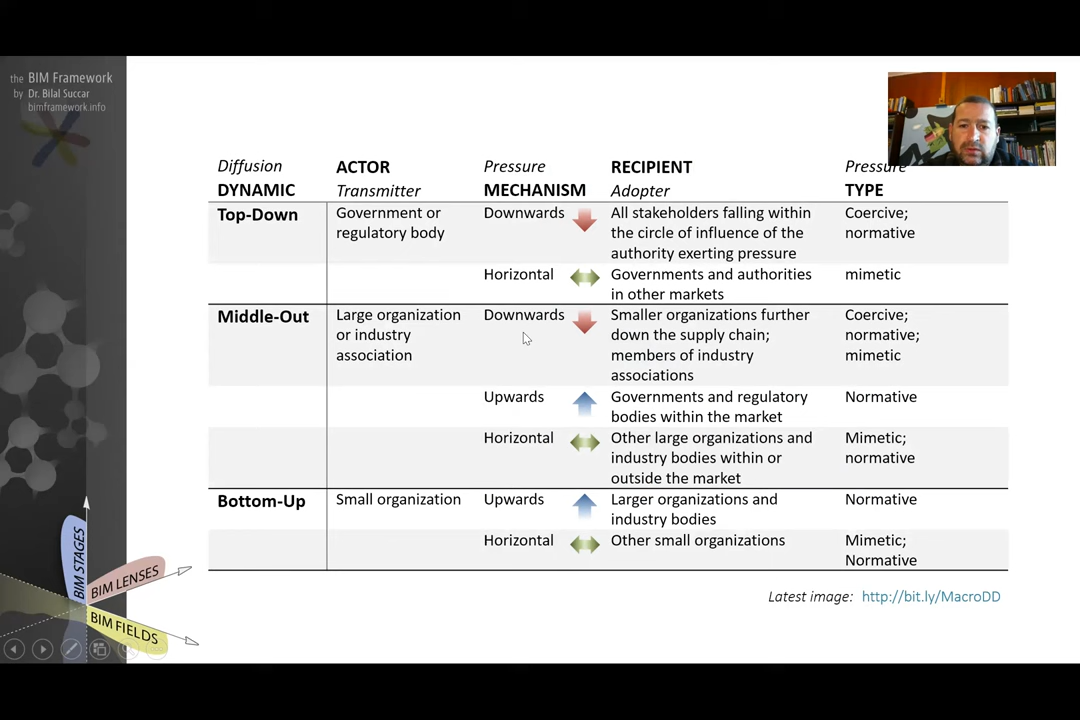 the BIM Framework
by Dr. Bilal Succar
bimframework.info
Diffusion ACTOR Pressure RECIPIENT Pressure
DYNAMIC Transmitter MECHANISM Adopter TYPE
Top-Down Government or Downwards All stakeholders falling within Coercive;
regulatory body the circle of influence of the normative
authority exerting pressure
Horizontal Governments and authorities mimetic
in other markets
Middle-Out Large organization Downwards Smaller organizations further Coercive;
or industry down the supply chain; normative;
association members of industry mimetic
associations
Upwards Governments and regulatory Normative
bodies within the market
Horizontal Other large organizations and Mimetic;
industry bodies within or normative
outside the market
Bottom-Up Small organization Upwards Larger organizations and Normative
industry bodies
Horizontal Other small organizations Mimetic;
Normative
Latest image: http://bit.ly/MacroDD
BIM STAGES
BIM LENSES
BIM FIELDS